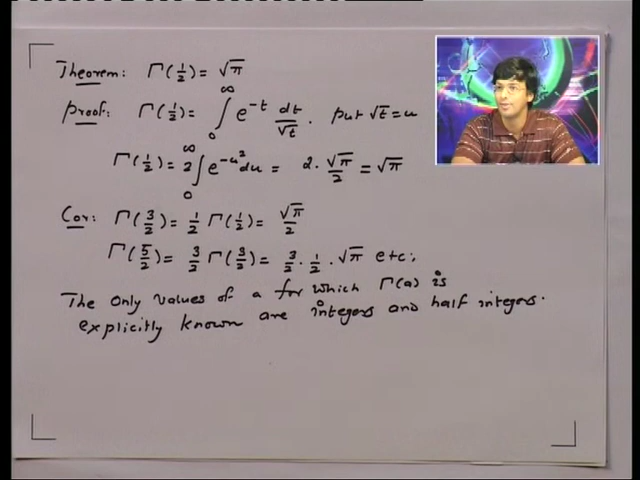 Theorem: Γ(1/2) = √π
Proof: Γ(1/2) = ∫₀^∞ e^{-t} dt/√t. put √t = u
Γ(1/2) = 2∫₀^∞ e^{-u²} du = 2·√π/2 = √π
Cor: Γ(3/2) = 1/2 Γ(1/2) = √π/2
Γ(5/2) = 3/2 Γ(3/2) = 3/2 · 1/2 · √π etc;
The only values of a for which Γ(a) is
explicitly known are integers and half integers.